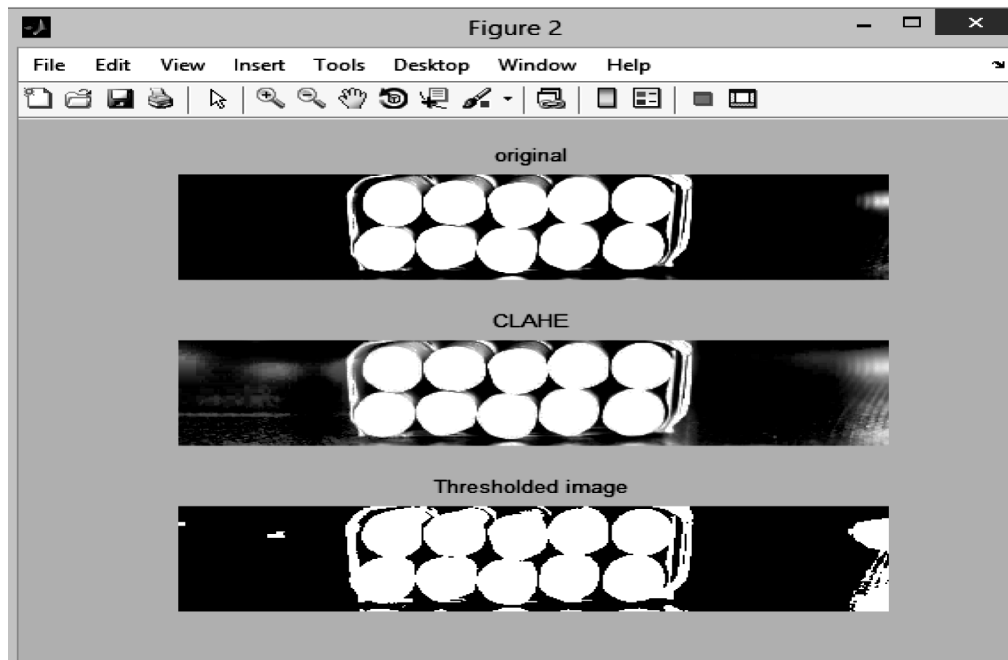 Figure 2
File Edit View Insert Tools Desktop Window Help
original
CLAHE
Thresholded image